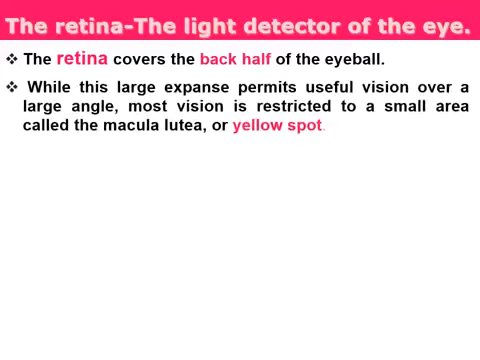 The retina-The light detector of the eye.
❖ The retina covers the back half of the eyeball.
❖ While this large expanse permits useful vision over a
large angle, most vision is restricted to a small area
called the macula lutea, or yellow spot.